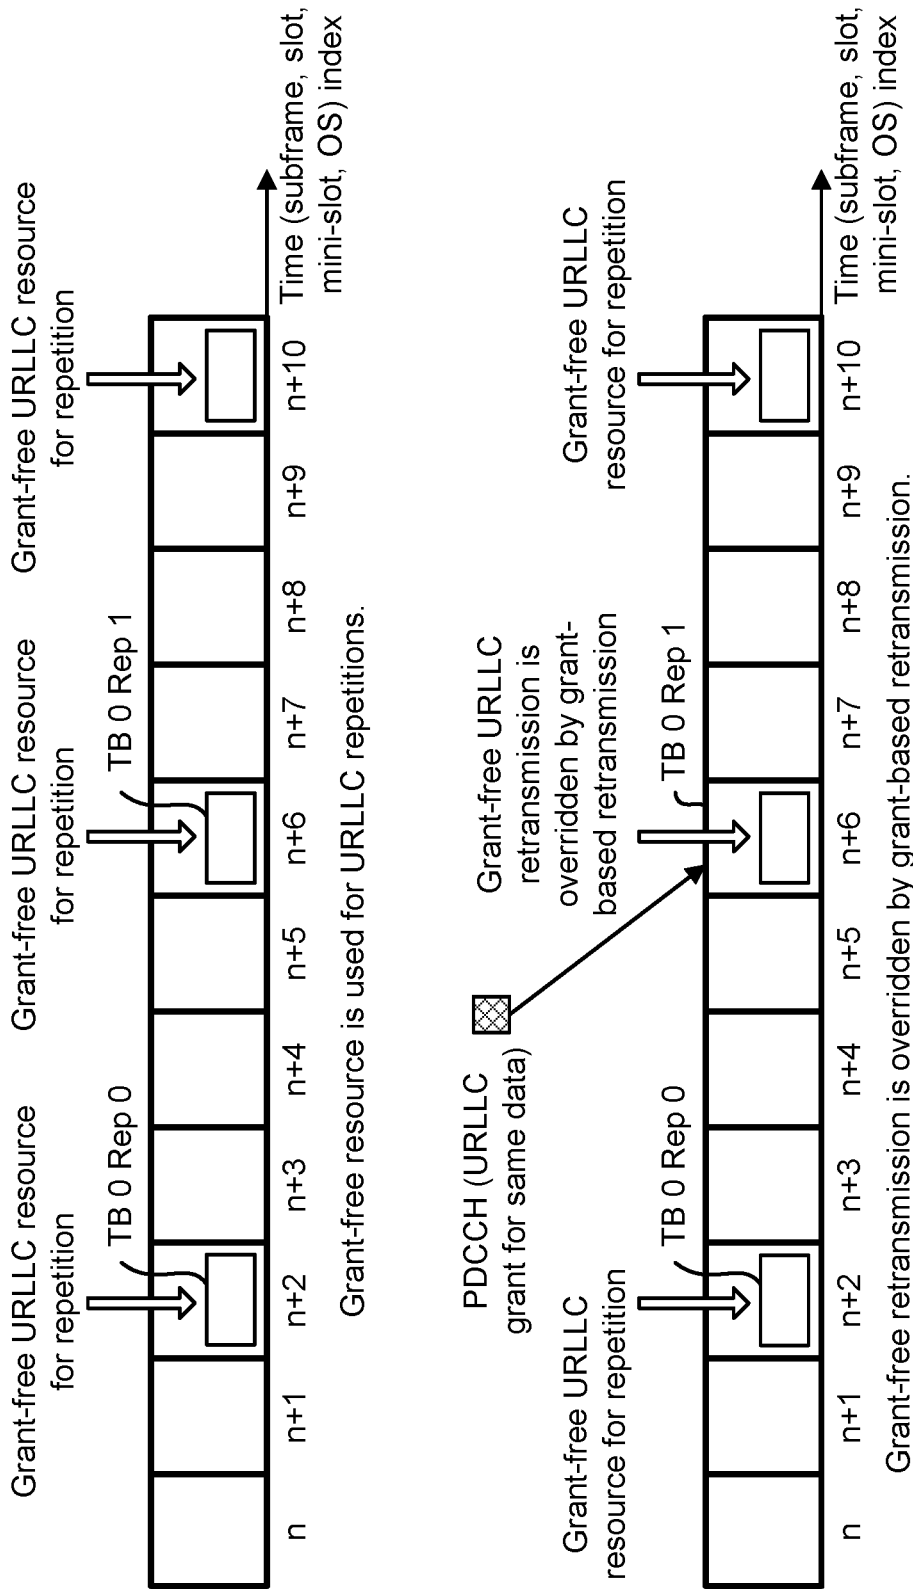 Grant-free URLLC resource
for repetition
Grant-free URLLC resource
for repetition
Grant-free URLLC resource
for repetition
TB 0 Rep 0
TB 0 Rep 1
n
n+1
n+2
n+3
n+4
n+5
n+6
n+7
n+8
n+9
n+10
Time (subframe, slot,
mini-slot, OS) index
Grant-free resource is used for URLLC repetitions.
PDCCH (URLLC
grant for same data)
Grant-free URLLC
resource for repetition
Grant-free URLLC
retransmission is
overridden by grant-
based retransmission
Grant-free URLLC
resource for repetition
TB 0 Rep 0
TB 0 Rep 1
n
n+1
n+2
n+3
n+4
n+5
n+6
n+7
n+8
n+9
n+10
Time (subframe, slot,
mini-slot, OS) index
Grant-free retransmission is overridden by grant-based retransmission.